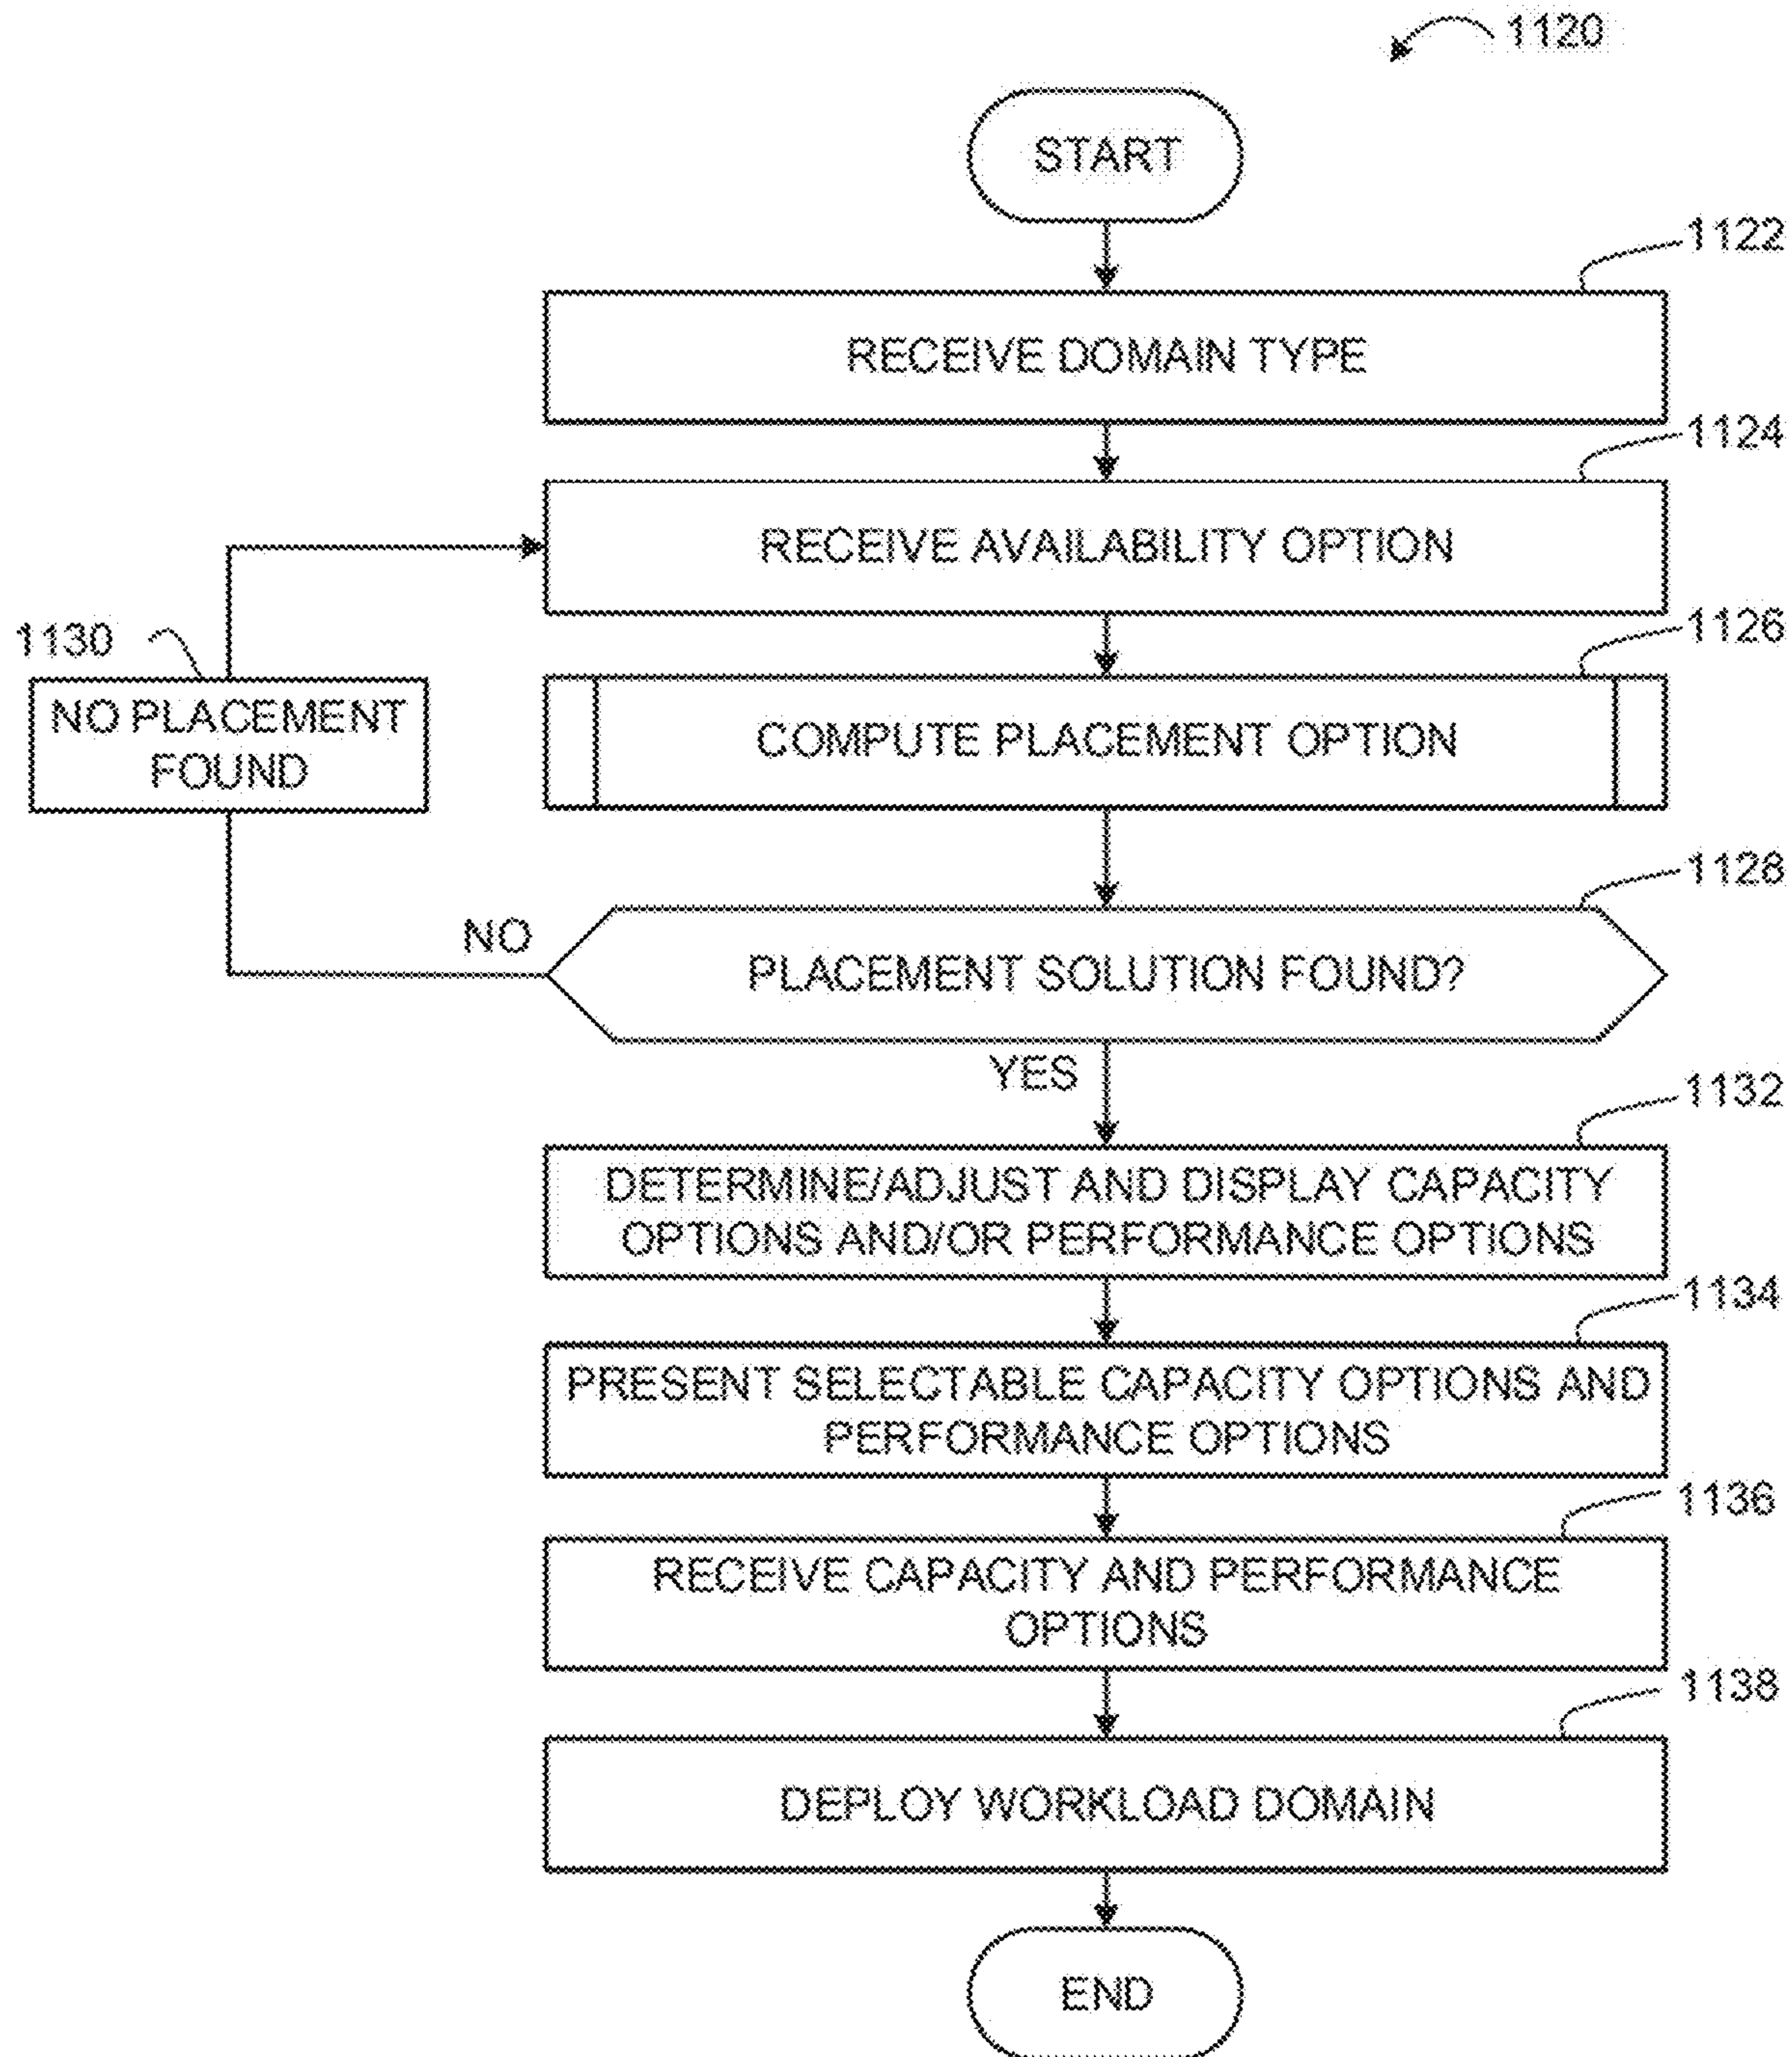 1120
START
1122
RECEIVE DOMAIN TYPE
1124
RECEIVE AVAILABILITY OPTION
1126
1130
NO PLACEMENT
FOUND
COMPUTE PLACEMENT OPTION
1128
NO
PLACEMENT SOLUTION FOUND?
YES
1132
DETERMINE/ADJUST AND DISPLAY CAPACITY
OPTIONS AND/OR PERFORMANCE OPTIONS
1134
PRESENT SELECTABLE CAPACITY OPTIONS AND
PERFORMANCE OPTIONS
1136
RECEIVE CAPACITY AND PERFORMANCE
OPTIONS
1138
DEPLOY WORKLOAD DOMAIN
END